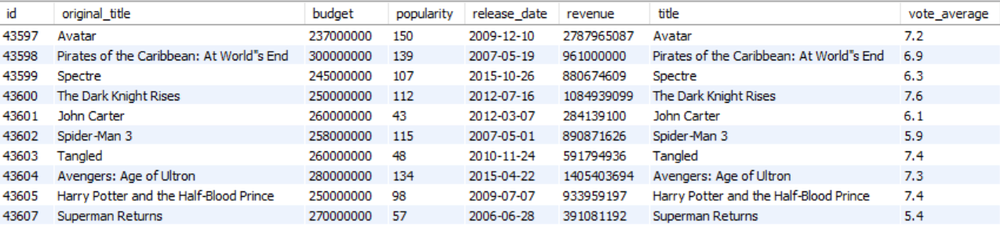 id original_title budget popularity release_date revenue title vote_average
43597 Avatar 237000000 150 2009-12-10 2787965087 Avatar 7.2
43598 Pirates of the Caribbean: At World"s End 300000000 139 2007-05-19 961000000 Pirates of the Caribbean: At World"s End 6.9
43599 Spectre 245000000 107 2015-10-26 880674609 Spectre 6.3
43600 The Dark Knight Rises 250000000 112 2012-07-16 1084939099 The Dark Knight Rises 7.6
43601 John Carter 260000000 43 2012-03-07 284139100 John Carter 6.1
43602 Spider-Man 3 258000000 115 2007-05-01 890871626 Spider-Man 3 5.9
43603 Tangled 260000000 48 2010-11-24 591794936 Tangled 7.4
43604 Avengers: Age of Ultron 280000000 134 2015-04-22 1405403694 Avengers: Age of Ultron 7.3
43605 Harry Potter and the Half-Blood Prince 250000000 98 2009-07-07 933959197 Harry Potter and the Half-Blood Prince 7.4
43607 Superman Returns 270000000 57 2006-06-28 391081192 Superman Returns 5.4